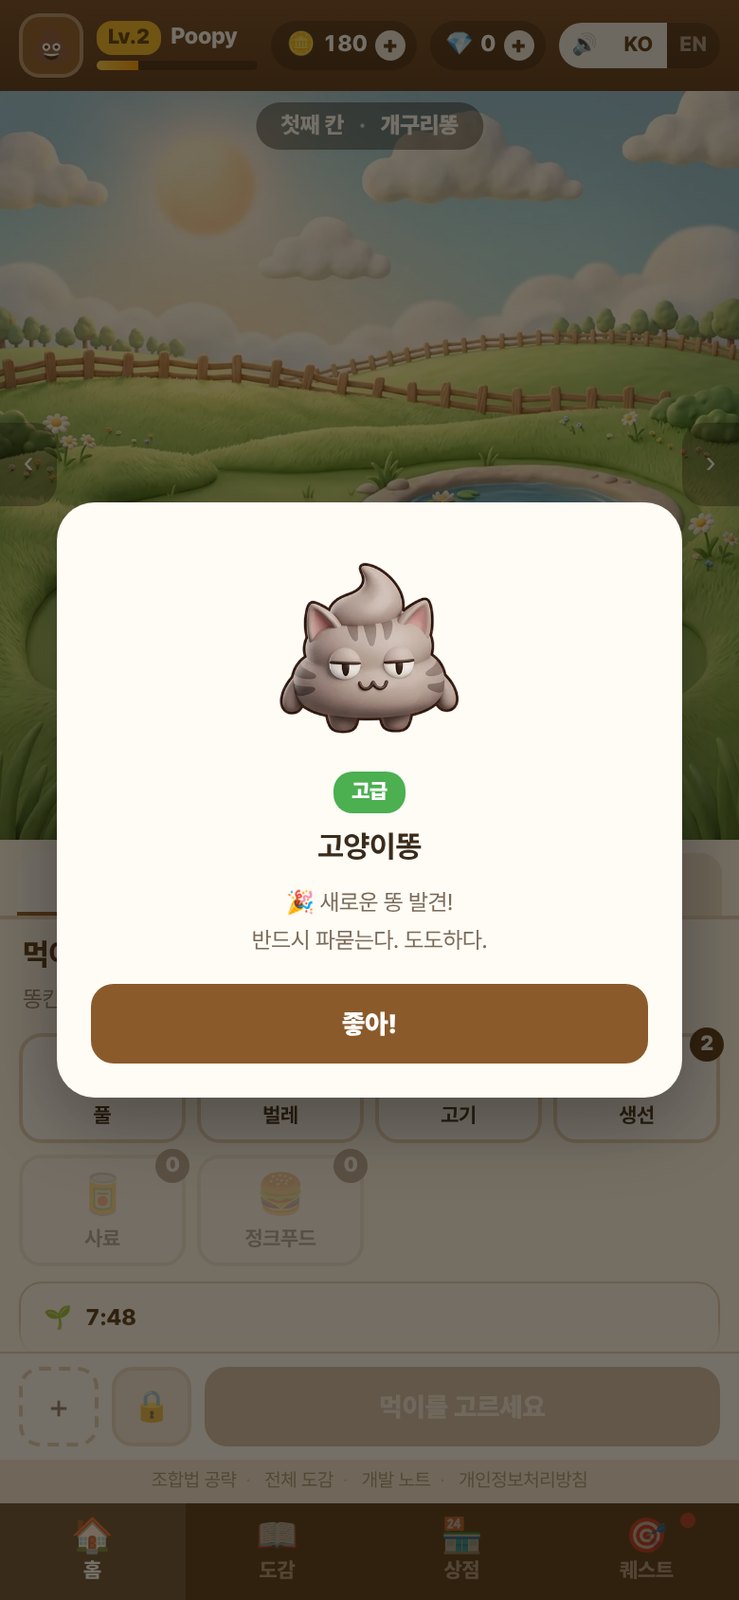 Lv.2 Poopy 180 + 0 + KO EN
첫째 칸 · 개구리똥
고급
고양이똥
새로운 똥 발견!
반드시 파묻는다. 도도하다.
좋아!
2
풀 벌레 고기 생선
0 0
사료 정크푸드
7:48
+ 먹이를 고르세요
조합법 공략 · 전체 도감 · 개발 노트 · 개인정보처리방침
24
홈 도감 상점 퀘스트